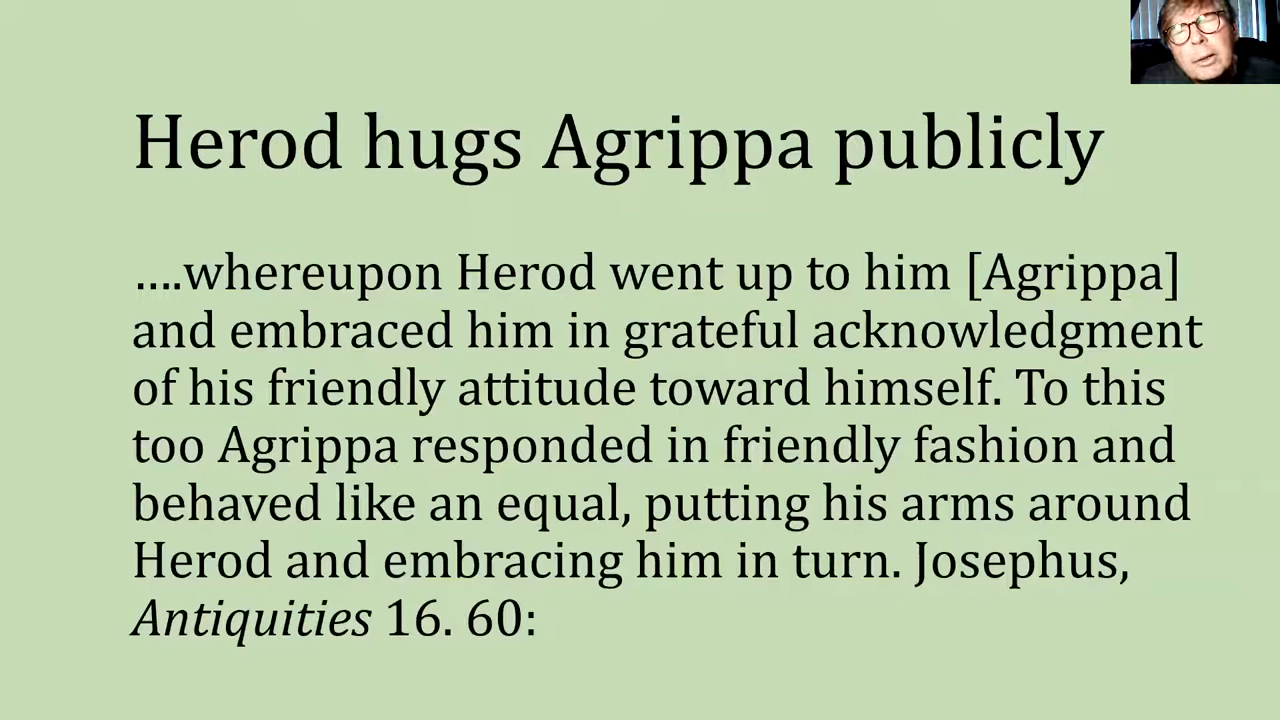 Herod hugs Agrippa publicly
....whereupon Herod went up to him [Agrippa]
and embraced him in grateful acknowledgment
of his friendly attitude toward himself. To this
too Agrippa responded in friendly fashion and
behaved like an equal, putting his arms around
Herod and embracing him in turn. Josephus,
Antiquities 16. 60: